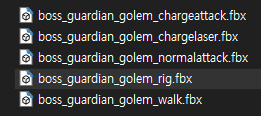 boss_guardian_golem_chargeattack.fbx
boss_guardian_golem_chargelaser.fbx
boss_guardian_golem_normalattack.fbx
boss_guardian_golem_rig.fbx
boss_guardian_golem_walk.fbx